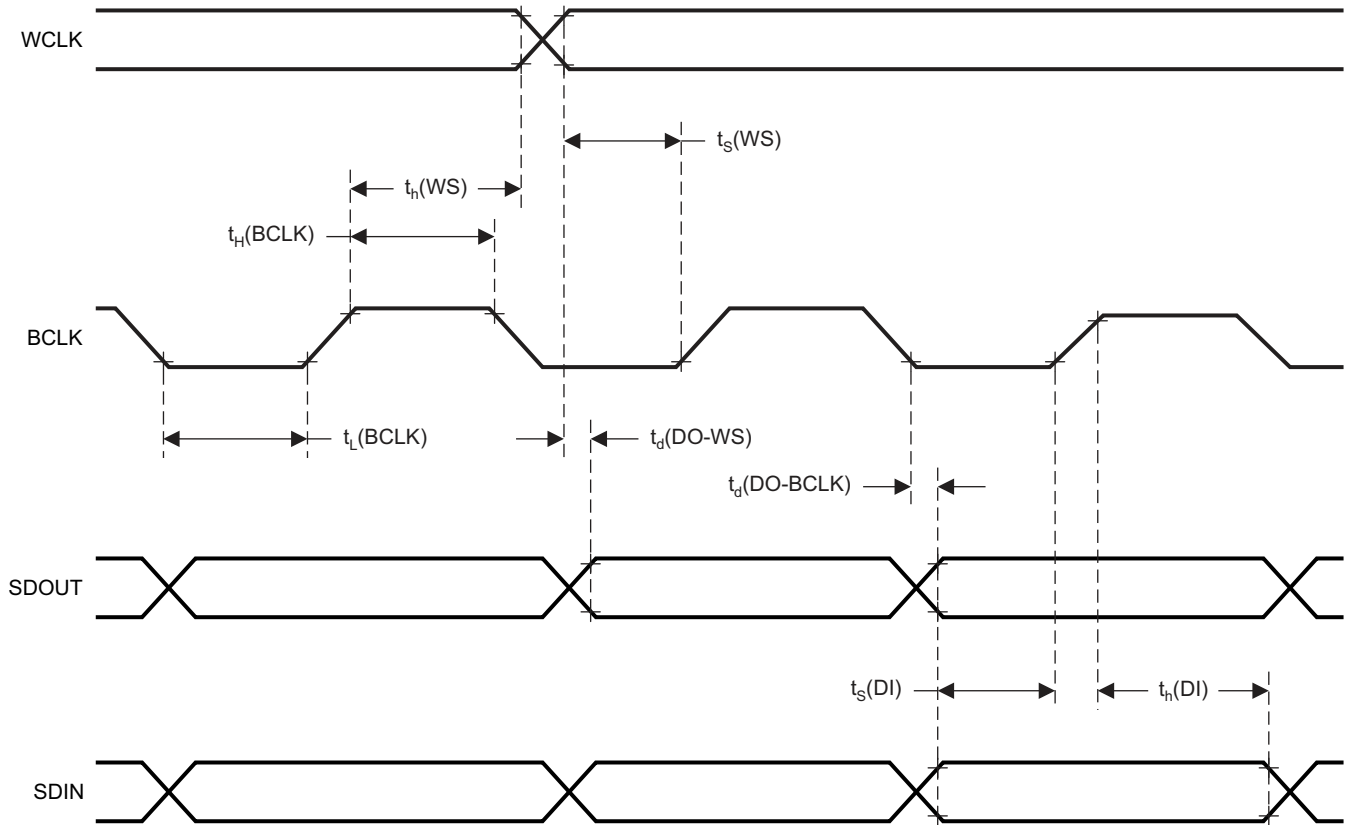 WCLK
tS(WS)
th(WS)
tH(BCLK)
BCLK
tL(BCLK)
td(DO-WS)
td(DO-BCLK)
SDOUT
tS(DI)
th(DI)
SDIN